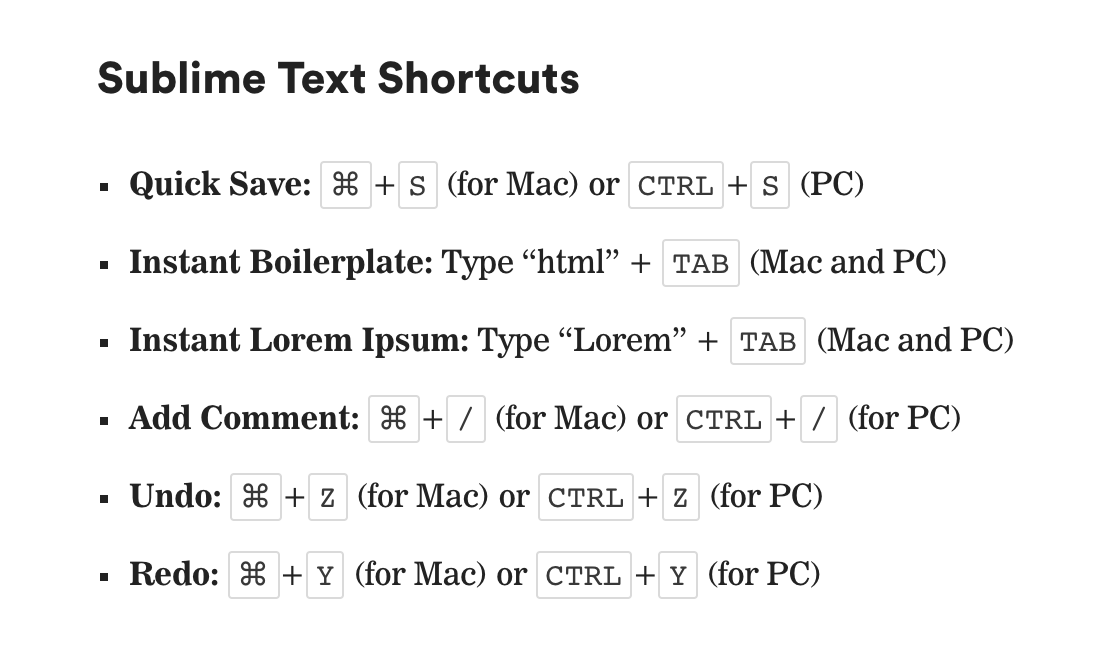 Sublime Text Shortcuts
▪ Quick Save: ⌘ + S (for Mac) or CTRL + S (PC)
▪ Instant Boilerplate: Type “html” + TAB (Mac and PC)
▪ Instant Lorem Ipsum: Type “Lorem” + TAB (Mac and PC)
▪ Add Comment: ⌘ + / (for Mac) or CTRL + / (for PC)
▪ Undo: ⌘ + Z (for Mac) or CTRL + Z (for PC)
▪ Redo: ⌘ + Y (for Mac) or CTRL + Y (for PC)